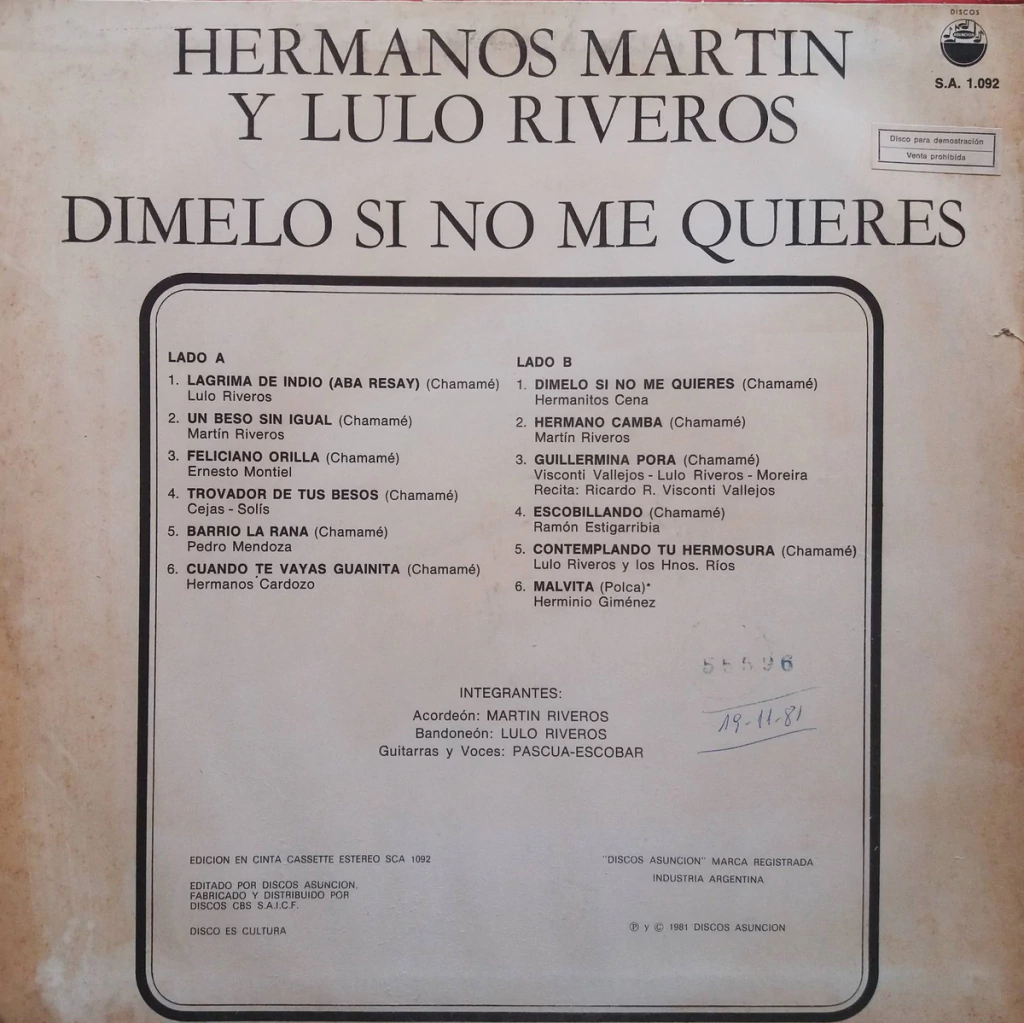 DISCOS
ASUNCION
S.A. 1.092
HERMANOS MARTIN
Y LULO RIVEROS
Disco para demostración
Venta prohibida
DIMELO SI NO ME QUIERES
LADO A
1. LAGRIMA DE INDIO (ABA RESAY) (Chamamé)
Lulo Riveros
2. UN BESO SIN IGUAL (Chamamé)
Martín Riveros
3. FELICIANO ORILLA (Chamamé)
Ernesto Montiel
4. TROVADOR DE TUS BESOS (Chamamé)
Cejas - Solís
5. BARRIO LA RANA (Chamamé)
Pedro Mendoza
6. CUANDO TE VAYAS GUAINITA (Chamamé)
Hermanos Cardozo
LADO B
1. DIMELO SI NO ME QUIERES (Chamamé)
Hermanitos Cena
2. HERMANO CAMBA (Chamamé)
Martín Riveros
3. GUILLERMINA PORA (Chamamé)
Visconti Vallejos - Lulo Riveros - Moreira
Recita: Ricardo R. Visconti Vallejos
4. ESCOBILLANDO (Chamamé)
Ramón Estigarribia
5. CONTEMPLANDO TU HERMOSURA (Chamamé)
Lulo Riveros y los Hnos. Ríos
6. MALVITA (Polca)*
Herminio Giménez
55596
19-11-81
INTEGRANTES:
Acordeón: MARTIN RIVEROS
Bandoneón: LULO RIVEROS
Guitarras y Voces: PASCUA-ESCOBAR
EDICION EN CINTA CASSETTE ESTEREO SCA 1092
EDITADO POR DISCOS ASUNCION.
FABRICADO Y DISTRIBUIDO POR
DISCOS CBS S.A.I.C.F.
DISCO ES CULTURA
"DISCOS ASUNCION" MARCA REGISTRADA
INDUSTRIA ARGENTINA
Ⓟ y © 1981 DISCOS ASUNCION